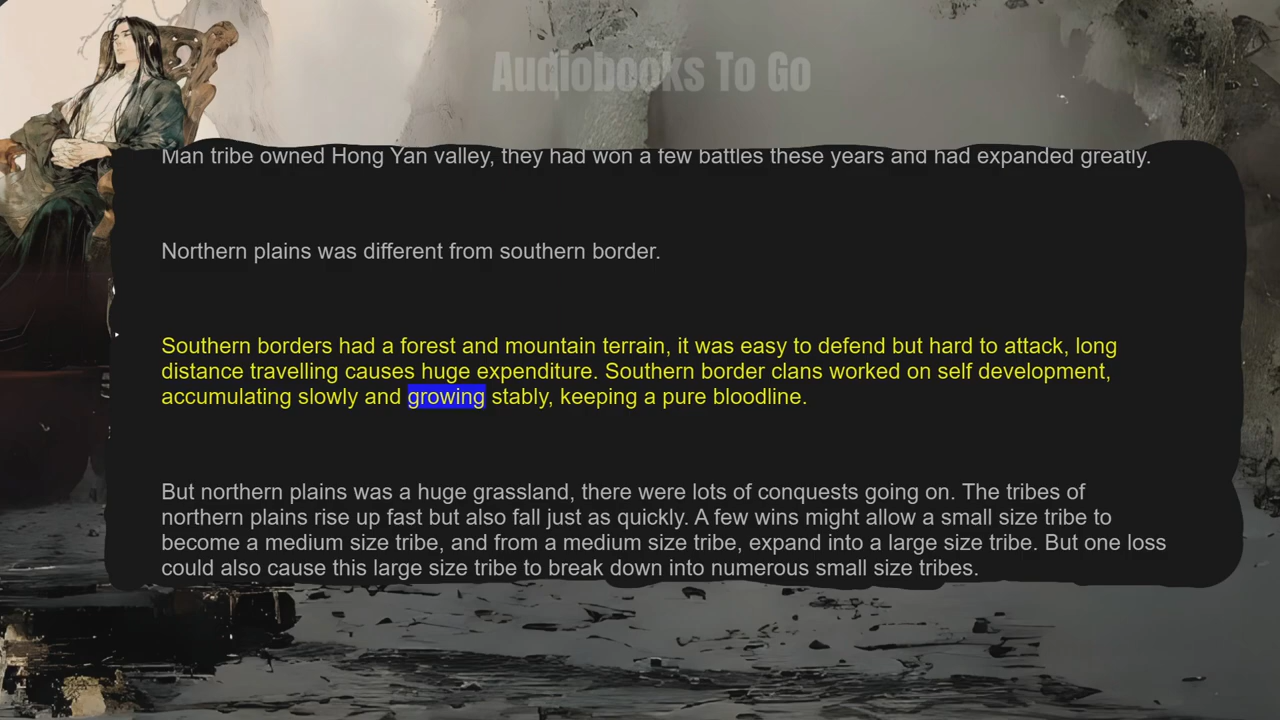 Audiobooks To Go
Man tribe owned Hong Yan valley, they had won a few battles these years and had expanded greatly.
Northern plains was different from southern border.
Southern borders had a forest and mountain terrain, it was easy to defend but hard to attack, long
distance travelling causes huge expenditure. Southern border clans worked on self development,
accumulating slowly and growing stably, keeping a pure bloodline.
But northern plains was a huge grassland, there were lots of conquests going on. The tribes of
northern plains rise up fast but also fall just as quickly. A few wins might allow a small size tribe to
become a medium size tribe, and from a medium size tribe, expand into a large size tribe. But one loss
could also cause this large size tribe to break down into numerous small size tribes.